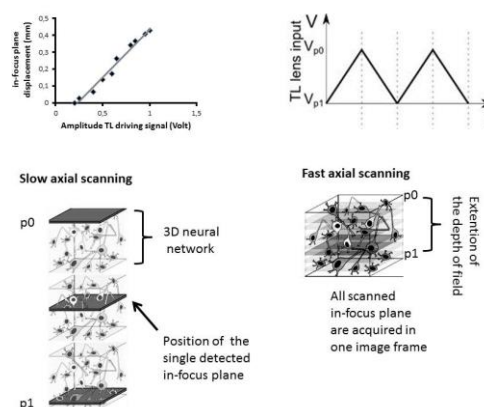 in-focus plane
displacement (mm)
0,5
0,4
0,3
0,2
0,1
0
0
0,5
1
1,5
Amplitude TL driving signal (Volt)
V
TL lens input
Vp0
Vp1
Slow axial scanning
p0
3D neural
network
Position of the
single detected
in-focus plane
p1
Fast axial scanning
p0
p1
Extention of
the depth of field
All scanned
in-focus plane
are acquired in
one image frame